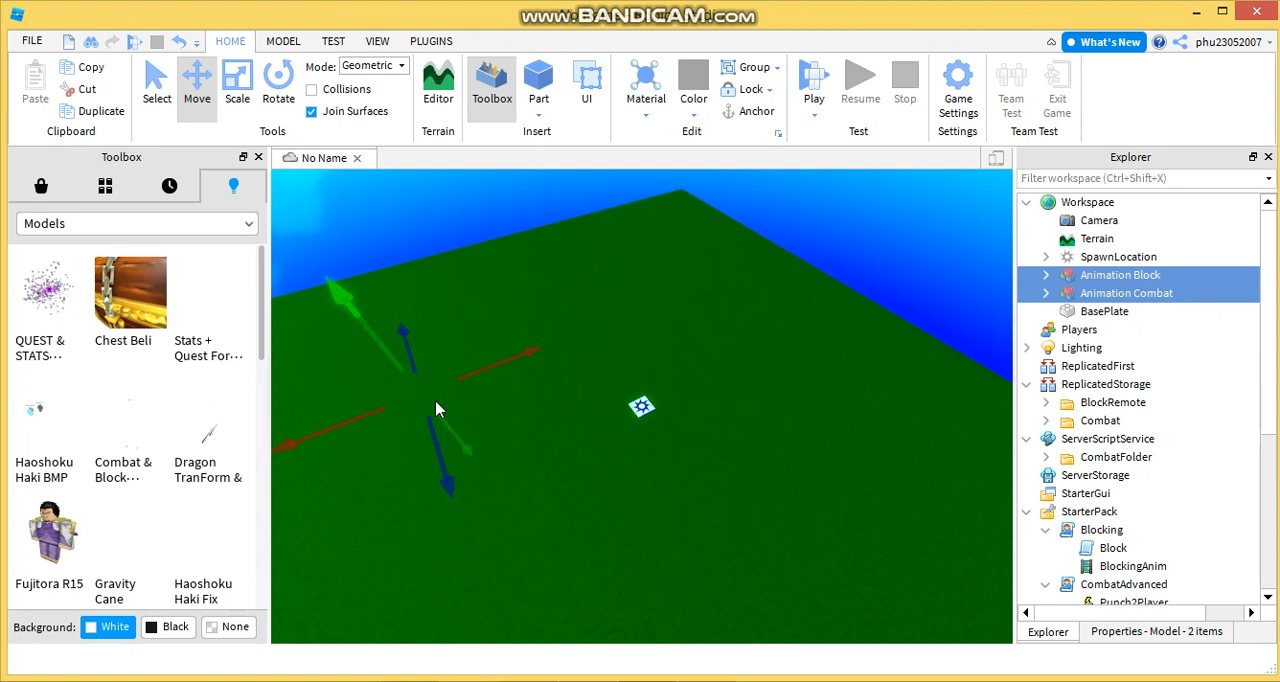 www.BANDICAM.com
FILE
HOME
MODEL
TEST
VIEW
PLUGINS
What's New
phu23052007
Paste
Copy
Cut
Duplicate
Clipboard
Select
Move
Scale
Rotate
Mode: Geometric
Collisions
Join Surfaces
Tools
Editor
Terrain
Toolbox
Part
UI
Insert
Material
Color
Group
Lock
Anchor
Edit
Play
Resume
Stop
Test
Game
Settings
Settings
Team
Test
Exit
Game
Team Test
Toolbox
Models
QUEST &
STATS...
Chest Beli
Stats +
Quest For...
Haoshoku
Haki BMP
Combat &
Block...
Dragon
TranForm &
Fujitora R15
Gravity
Cane
Haoshoku
Haki Fix
Background:
White
Black
None
No Name
Explorer
Filter workspace (Ctrl+Shift+X)
Workspace
Camera
Terrain
SpawnLocation
Animation Block
Animation Combat
BasePlate
Players
Lighting
ReplicatedFirst
ReplicatedStorage
BlockRemote
Combat
ServerScriptService
CombatFolder
ServerStorage
StarterGui
StarterPack
Blocking
Block
BlockingAnim
CombatAdvanced
Punch2Player
Explorer
Properties - Model - 2 items